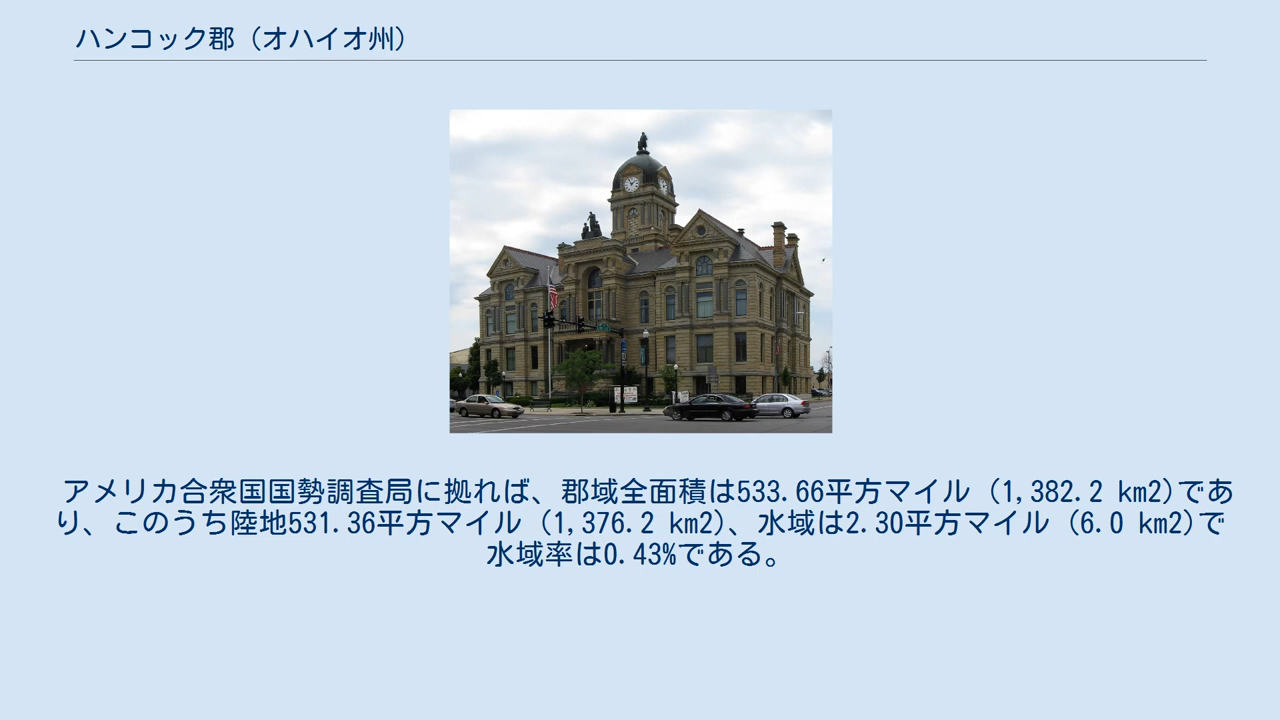 ハンコック郡（オハイオ州）
アメリカ合衆国国勢調査局に拠れば、郡域全面積は533.66平方マイル (1,382.2 km2)であ
り、このうち陸地531.36平方マイル (1,376.2 km2)、水域は2.30平方マイル (6.0 km2)で
水域率は0.43%である。